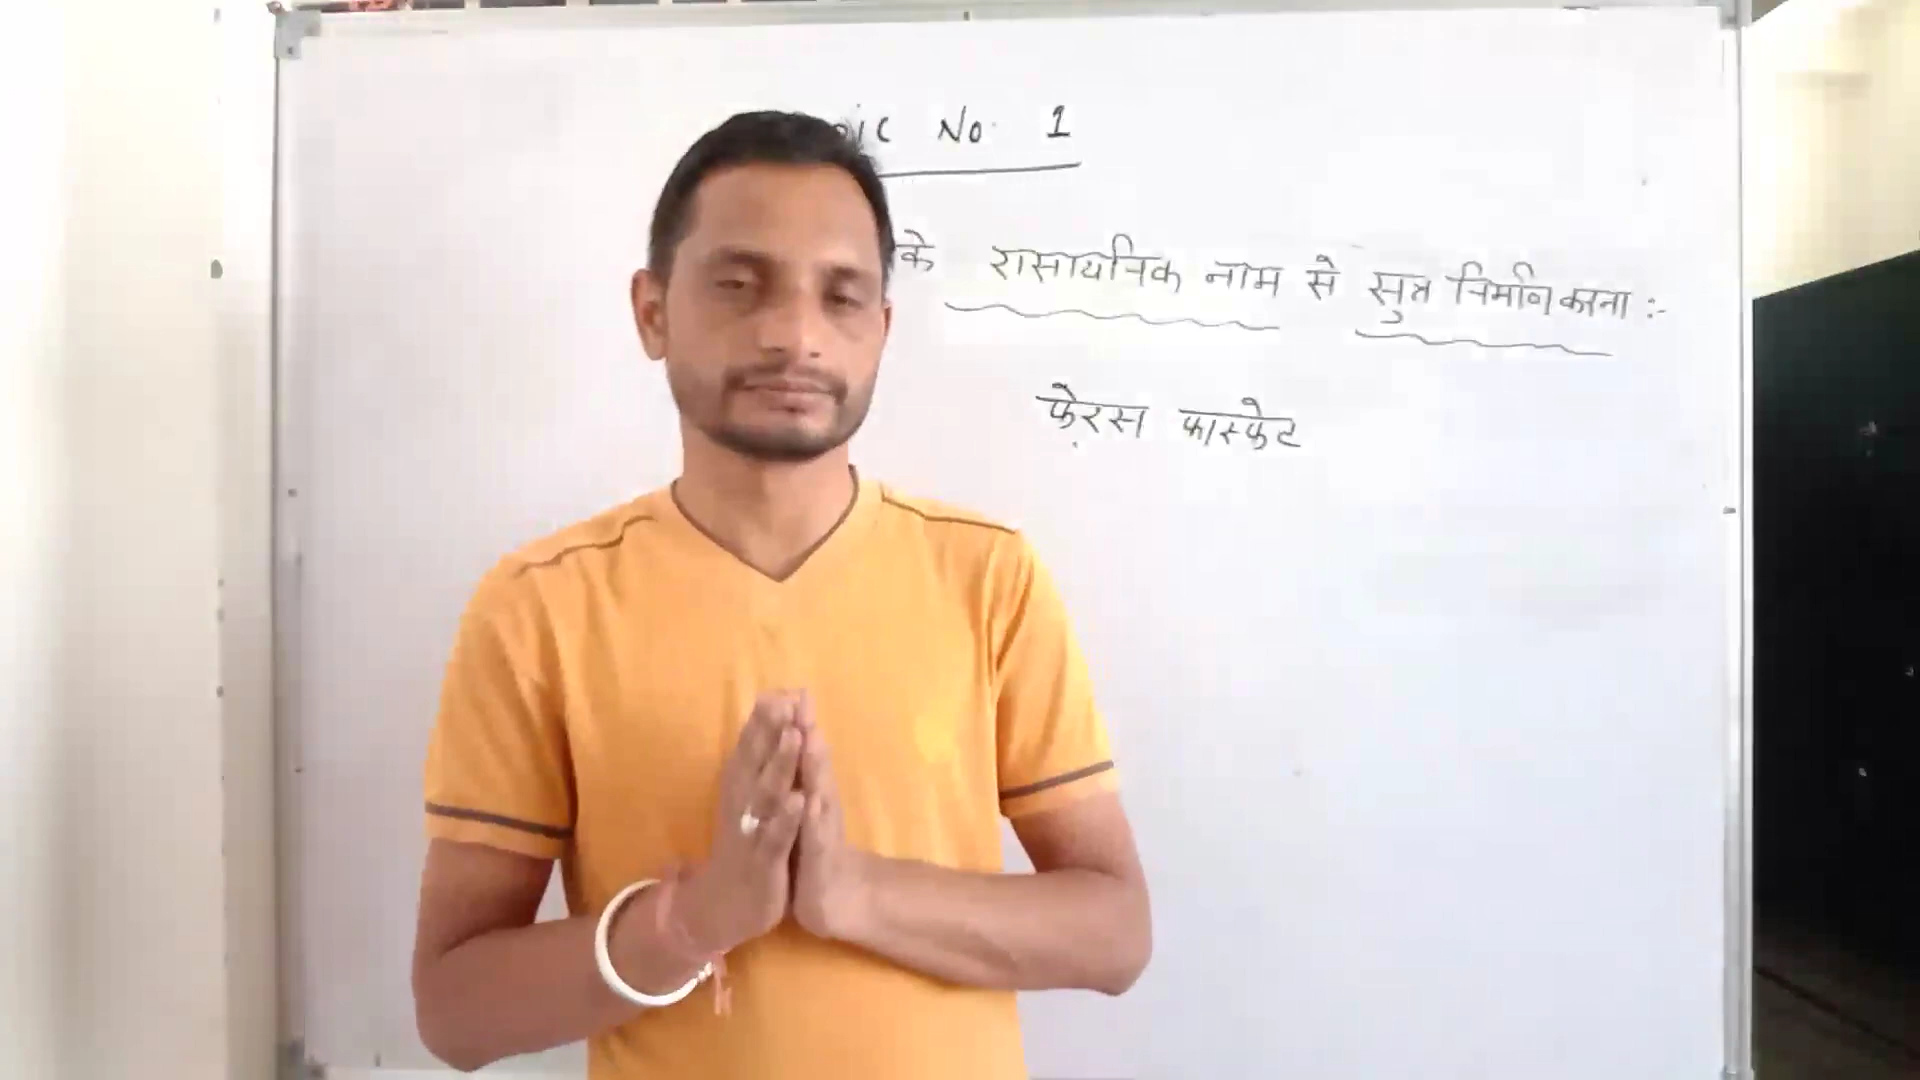 No. 1
के रासायनिक नाम से सुत्र निर्माण करना :-
फेरस फास्फेट